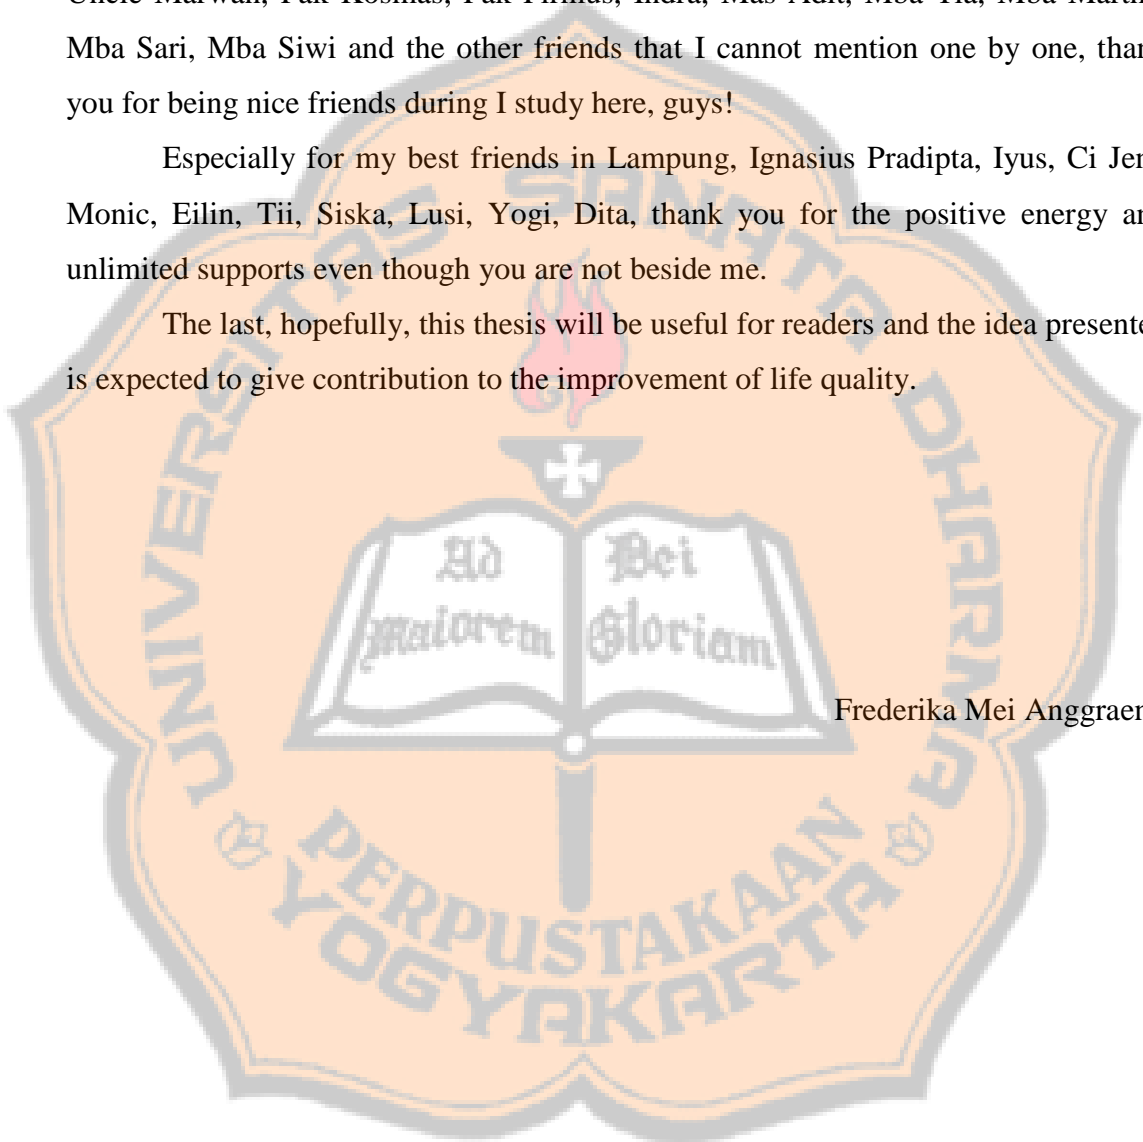 Mba Sari, Mba Siwi and the other friends that I cannot mention one by one, than
you for being nice friends during I study here, guys!
Especially for my best friends in Lampung, Ignasius Pradipta, Iyus, Ci Jen
Monic, Eilin, Tii, Siska, Lusi, Yogi, Dita, thank you for the positive energy an
unlimited supports even though you are not beside me.
The last, hopefully, this thesis will be useful for readers and the idea presente
is expected to give contribution to the improvement of life quality.
Frederika Mei Anggraen
UNIVERSITAS SANATA DHARMA
Ad Dei
maiorem Gloriam
PERPUSTAKAAN
YOGYAKARTA